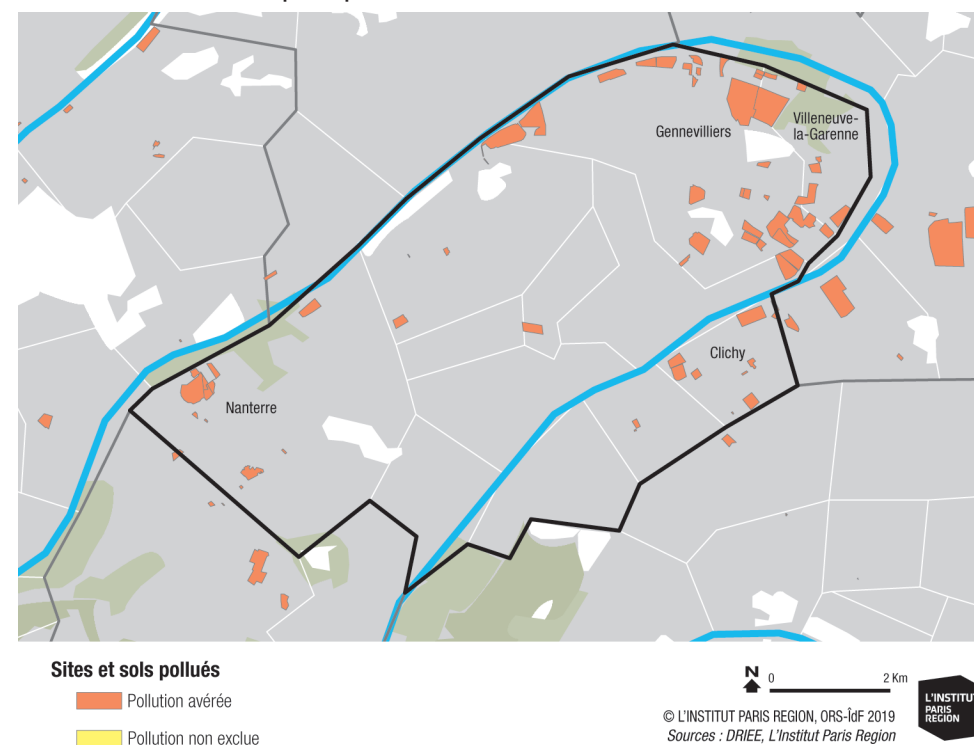 Gennevilliers
Villeneuve-
la-Garenne
Clichy
Nanterre
Sites et sols pollués
Pollution avérée
Pollution non exclue
N
0
2 Km
© L'INSTITUT PARIS REGION, ORS-ÎdF 2019
Sources : DRIEE, L'Institut Paris Region
L'INSTITUT
PARIS
REGION